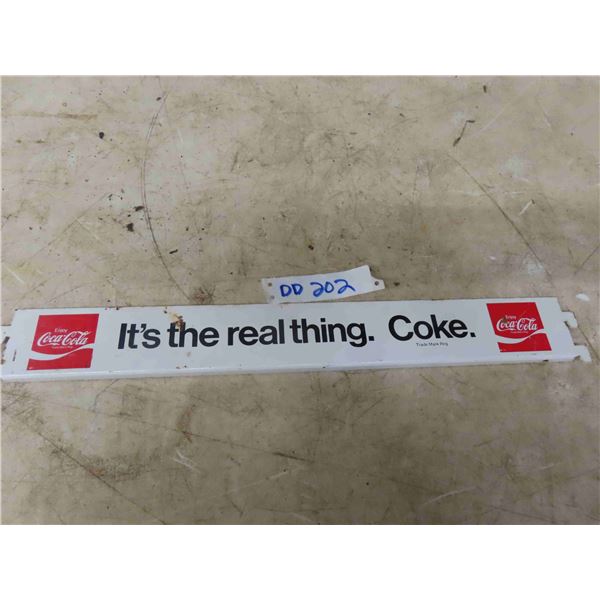 DD 202
Enjoy
Coca-Cola
It's the real thing. Coke.
Trade Mark Reg.
Enjoy
Coca-Cola